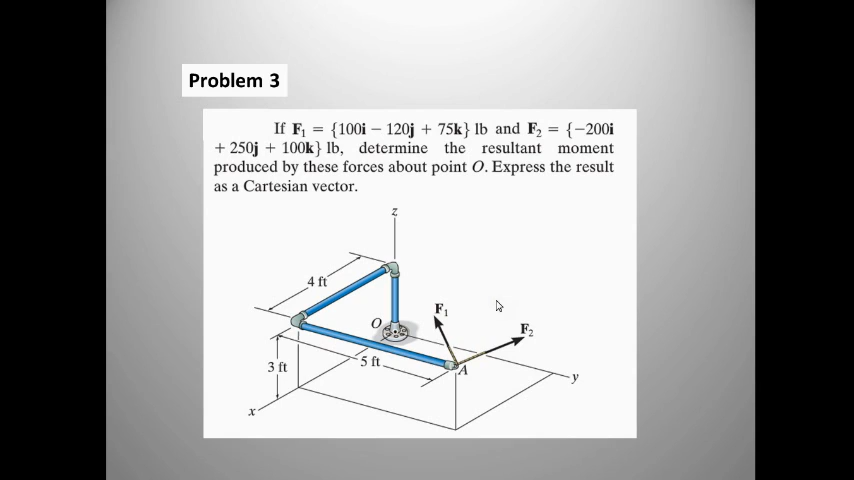 Problem 3
If F₁ = {100i − 120j + 75k} lb and F₂ = {−200i
+ 250j + 100k} lb, determine the resultant moment
produced by these forces about point O. Express the result
as a Cartesian vector.
z
4 ft
F₁
O
F₂
3 ft
5 ft
A
y
x